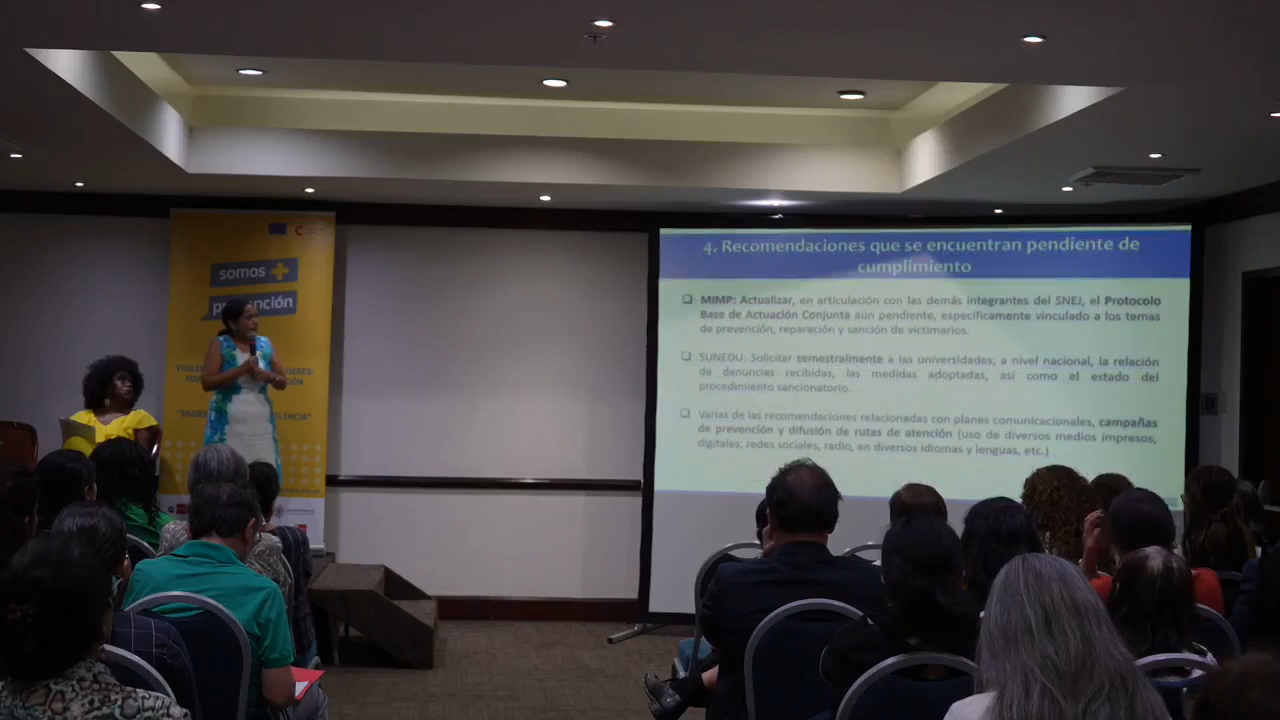 somos +
prevención
"MUJER
4. Recomendaciones que se encuentran pendiente de
cumplimiento
❑ MIMP: Actualizar, en articulación con las demás integrantes del SNEJ, el Protocolo
Base de Actuación Conjunta aún pendiente, específicamente vinculado a los temas
de prevención, reparación y sanción de victimarios.
❑ SUNEDU: Solicitar semestralmente a las universidades, a nivel nacional, la relación
de denuncias recibidas, las medidas adoptadas, así como el estado del
procedimiento sancionatorio.
❑ Varias de las recomendaciones relacionadas con planes comunicacionales, campañas
de prevención y difusión de rutas de atención (uso de diversos medios impresos,
digitales, redes sociales, radio, en diversos idiomas y lenguas, etc.)